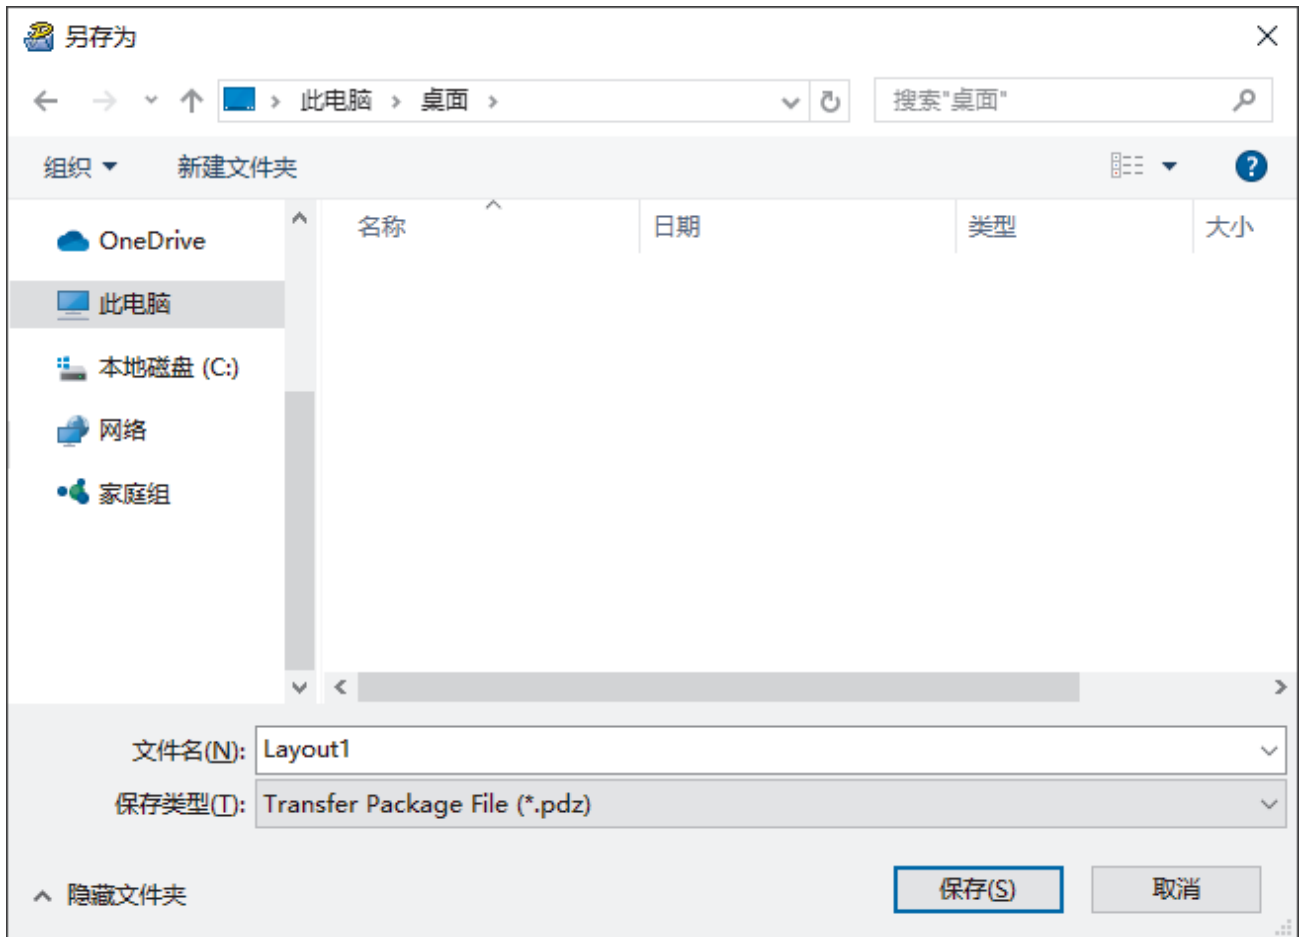 另存为
此电脑 > 桌面 >
搜索"桌面"
组织 新建文件夹
名称 日期 类型 大小
OneDrive
此电脑
本地磁盘 (C:)
网络
家庭组
文件名(N): Layout1
保存类型(T): Transfer Package File (*.pdz)
隐藏文件夹 保存(S) 取消